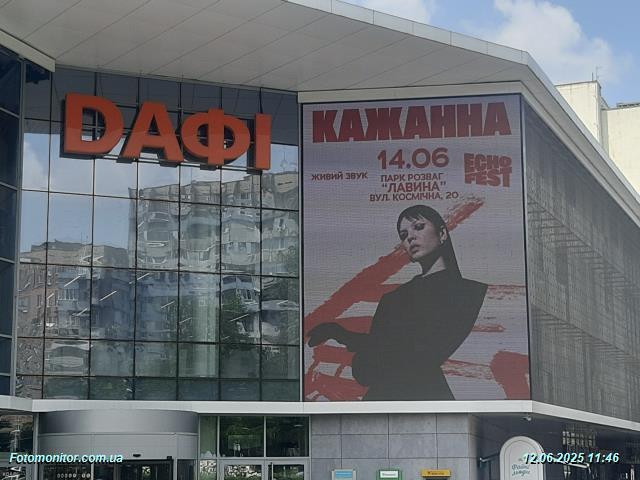 ДАФІ
КАЖАННА
14.06
ЖИВИЙ ЗВУК
ПАРК РОЗВАГ
"ЛАВИНА"
ВУЛ. КОСМІЧНА, 20
ECHO
FEST
Fotomonitor.com.ua
12.06.2025 11:46